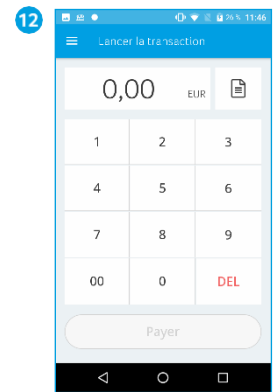 12
26 % 11:46
Lancer la transaction
0,00 EUR
1 2 3
4 5 6
7 8 9
00 0 DEL
Payer